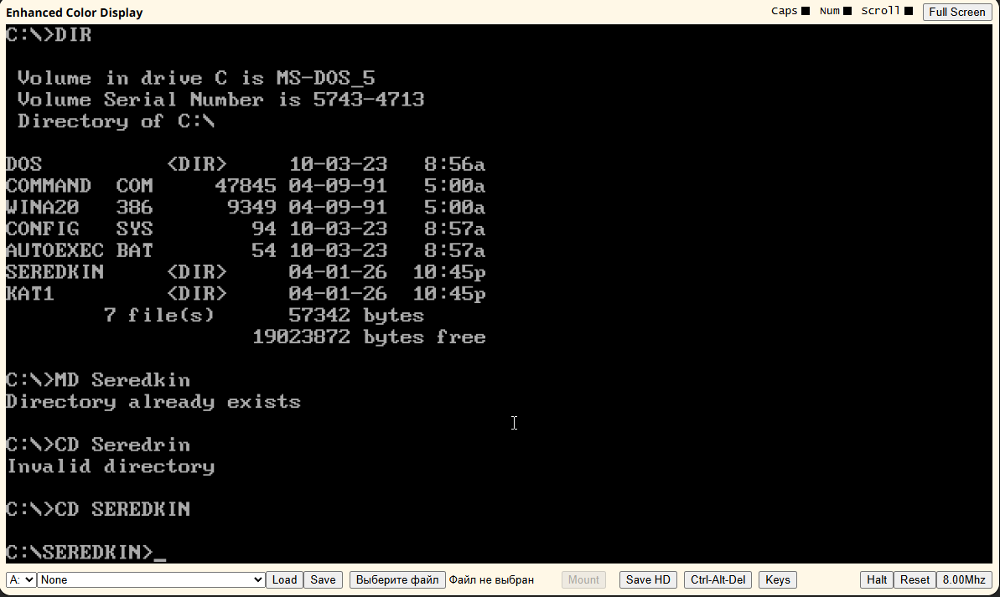 Enhanced Color Display
Caps Num Scroll Full Screen
C:\>DIR
Volume in drive C is MS-DOS_5
Volume Serial Number is 5743-4713
Directory of C:\
DOS <DIR> 10-03-23 8:56a
COMMAND COM 47845 04-09-91 5:00a
WINA20 386 9349 04-09-91 5:00a
CONFIG SYS 94 10-03-23 8:57a
AUTOEXEC BAT 54 10-03-23 8:57a
SEREDKIN <DIR> 04-01-26 10:45p
KAT1 <DIR> 04-01-26 10:45p
7 file(s) 57342 bytes
19023872 bytes free
C:\>MD Seredkin
Directory already exists
C:\>CD Seredrin
Invalid directory
C:\>CD SEREDKIN
C:\SEREDKIN>_
A: None Load Save Выберите файл Файл не выбран Mount Save HD Ctrl-Alt-Del Keys Halt Reset 8.00Mhz